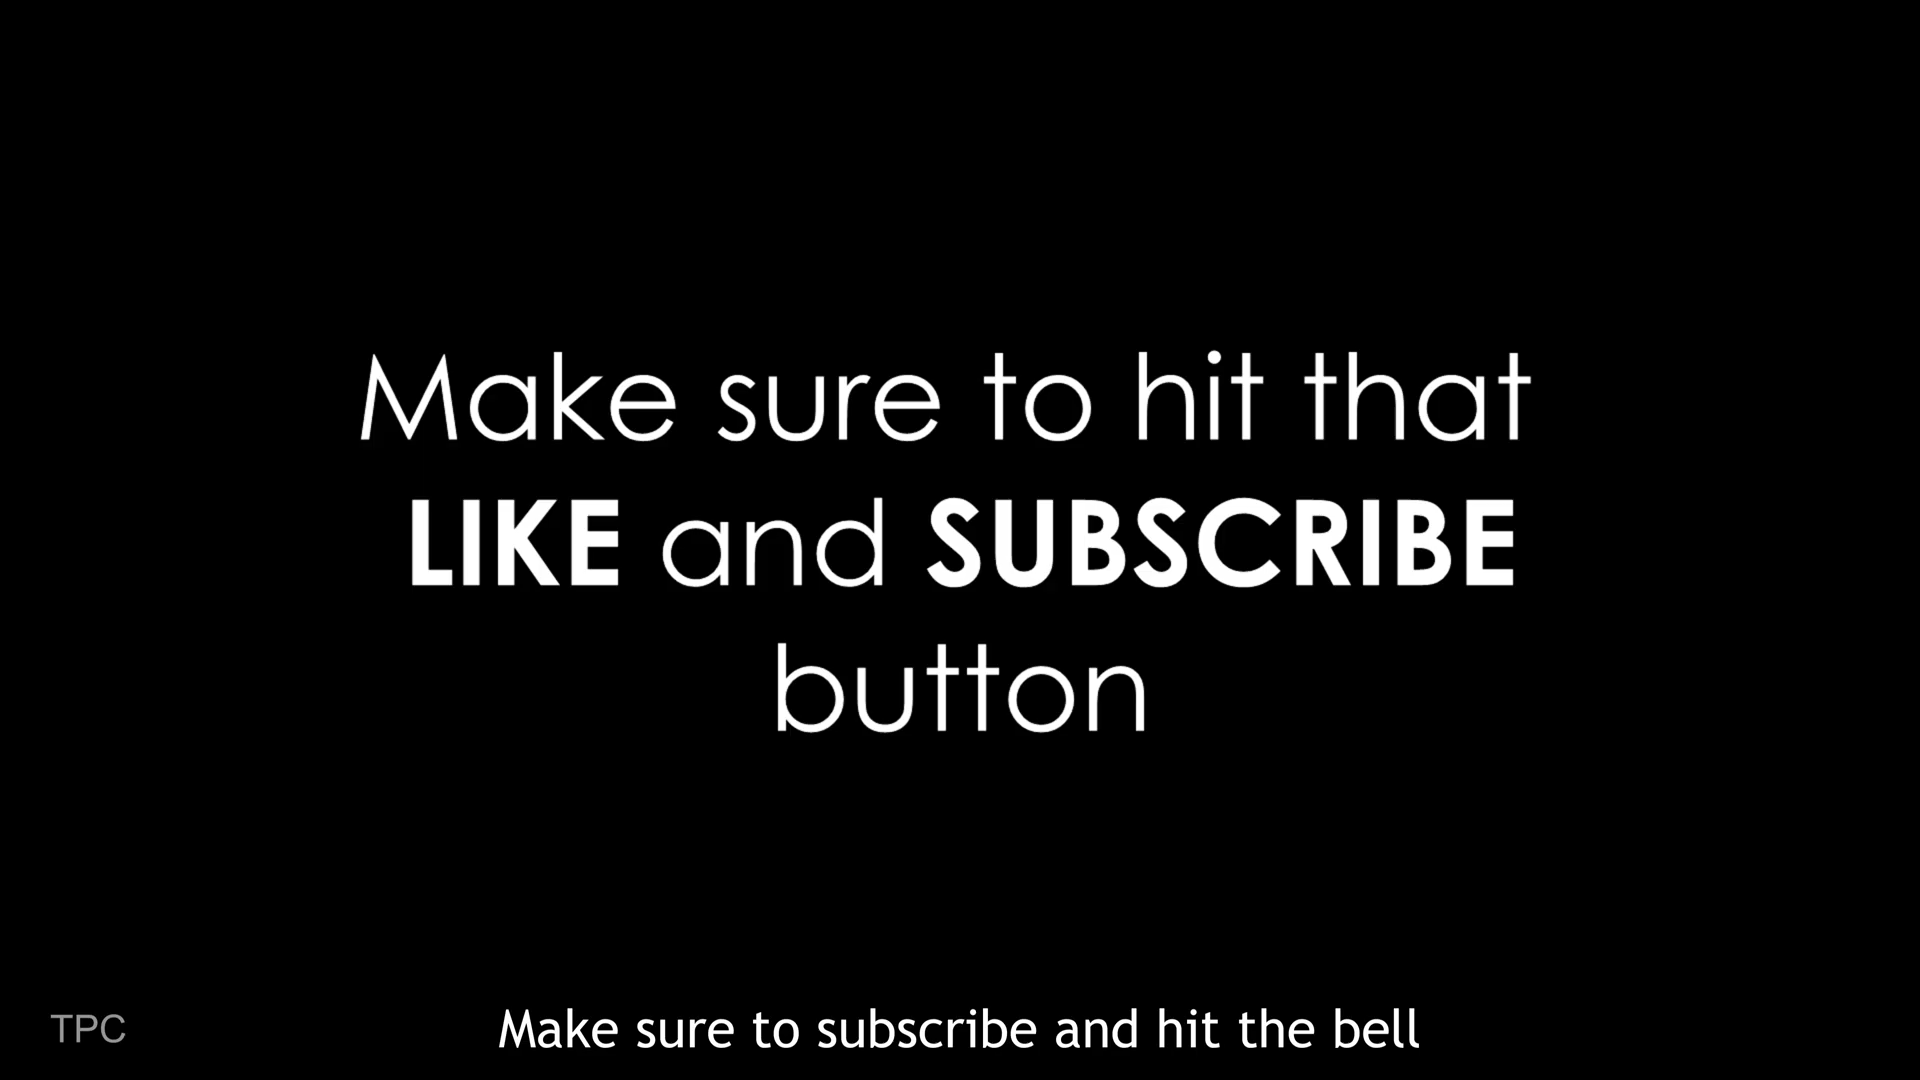 Make sure to hit that
LIKE and SUBSCRIBE
button
TPC
Make sure to subscribe and hit the bell